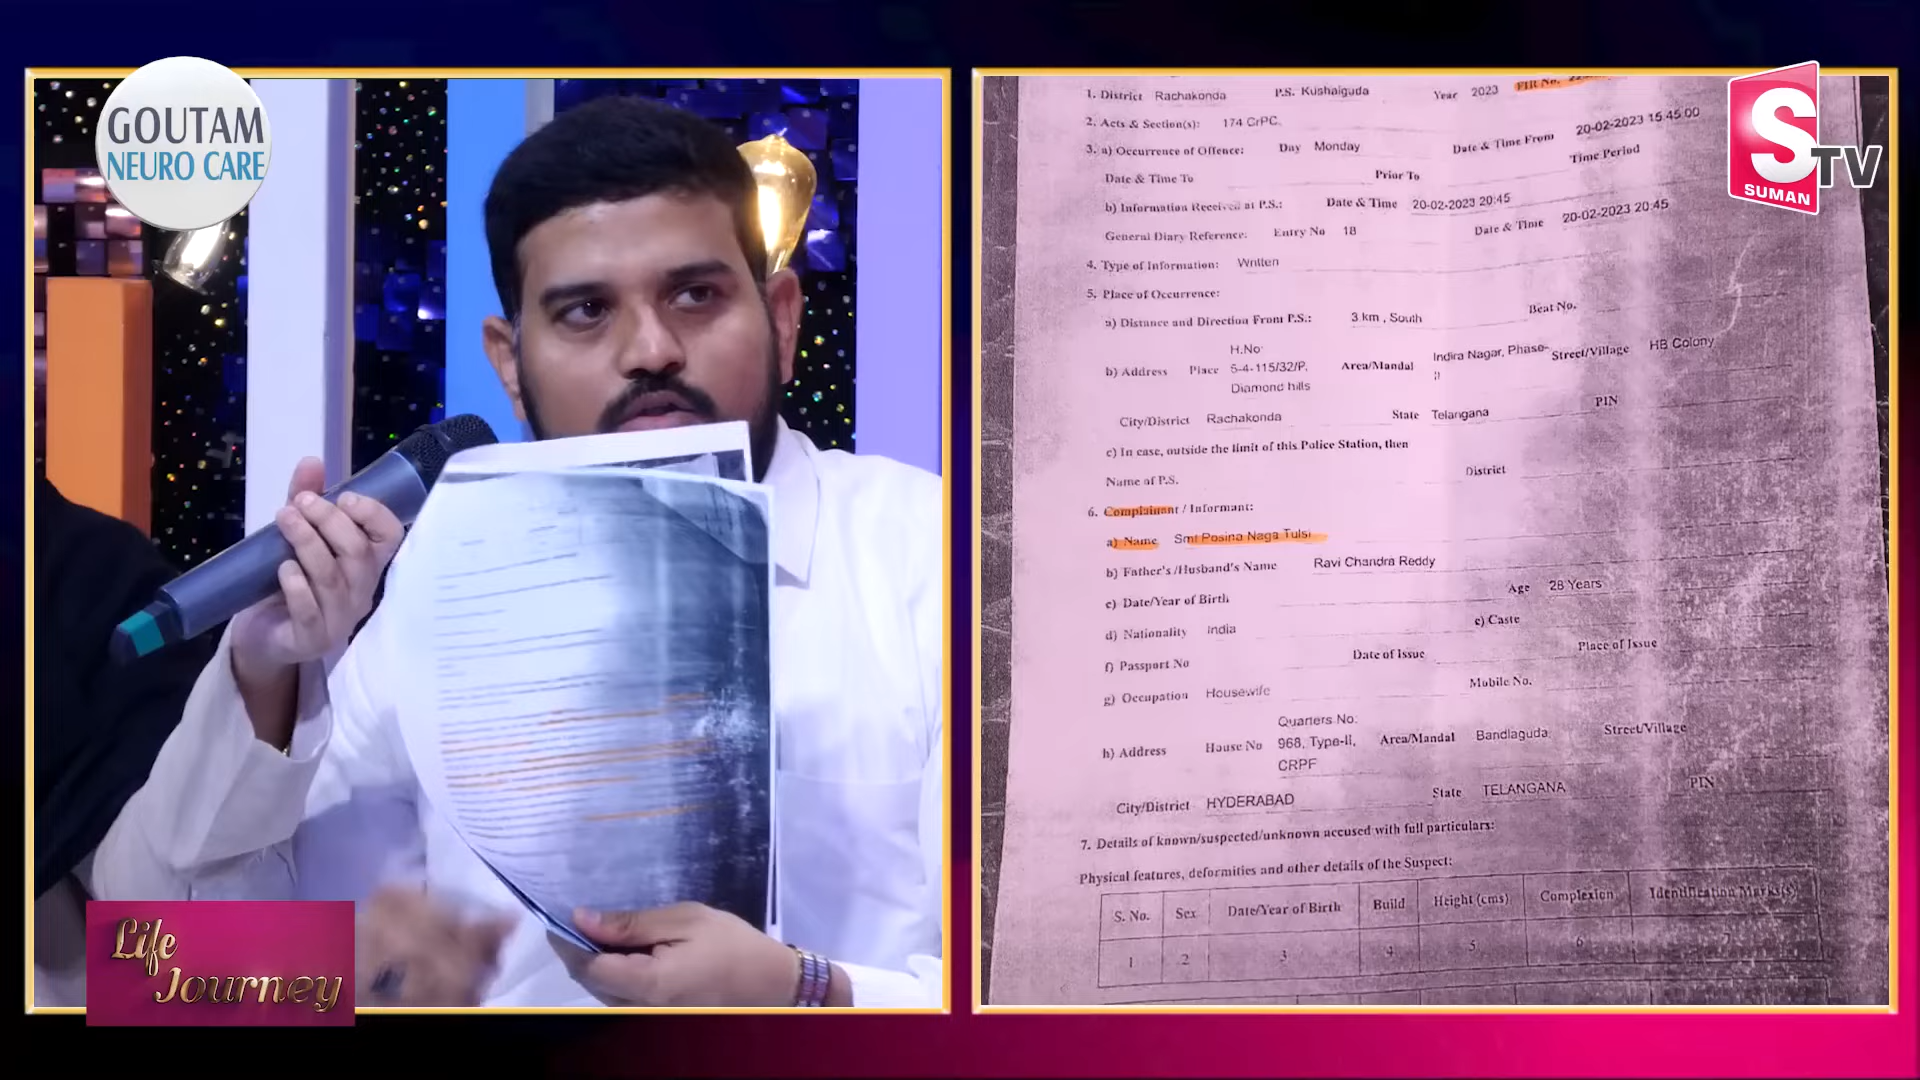 GOUTAM
NEURO CARE
S
TV
SUMAN
Life
Journey
1. District Rachakonda P.S. Kushaiguda Year 2023 FIR No.
2. Acts & Section(s): 174 CrPC.
3. a) Occurrence of Offence: Day Monday Date & Time From 20-02-2023 15:45:00
Date & Time To Prior To Time Period
b) Information Received at P.S.: Date & Time 20-02-2023 20:45
General Diary Reference: Entry No 18 Date & Time 20-02-2023 20:45
4. Type of Information: Written
5. Place of Occurrence:
a) Distance and Direction From P.S.: 3 km , South Beat No.
b) Address Place H.No: 5-4-115/32/P, Diamond hills Area/Mandal Indira Nagar, Phase-II Street/Village HB Colony
City/District Rachakonda State Telangana PIN
c) In case, outside the limit of this Police Station, then
Name of P.S. District
6. Complainant / Informant:
a) Name Smt Posina Naga Tulsi
b) Father's /Husband's Name Ravi Chandra Reddy
c) Date/Year of Birth Age 28 Years
d) Nationality India e) Caste
f) Passport No Date of Issue Place of Issue
g) Occupation Housewife Mobile No.
h) Address House No Quarters No: 968, Type-II, CRPF Area/Mandal Bandlaguda Street/Village
City/District HYDERABAD State TELANGANA PIN
7. Details of known/suspected/unknown accused with full particulars:
Physical features, deformities and other details of the Suspect:
S. No. Sex Date/Year of Birth Build Height (cms) Complexion Identification Marks(s)
1 2 3 4 5 6 7